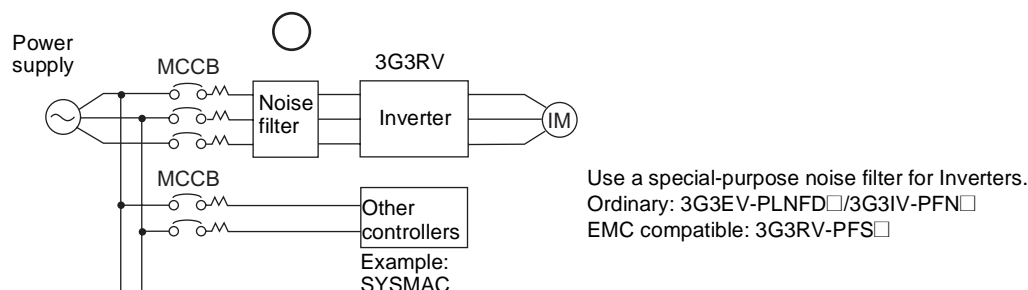 Power
supply
MCCB
3G3RV
Noise
filter
Inverter
IM
MCCB
Other
controllers
Example:
SYSMAC
Use a special-purpose noise filter for Inverters.
Ordinary: 3G3EV-PLNFD□/3G3IV-PFN□
EMC compatible: 3G3RV-PFS□